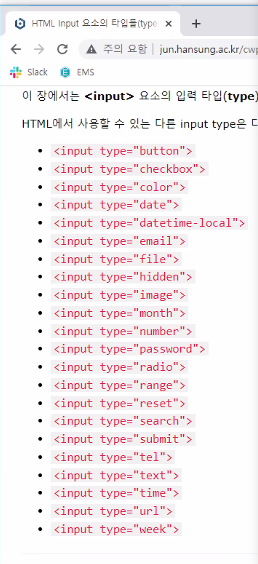 HTML Input 요소의 타입들(typ
주의 요함 | jun.hansung.ac.kr/cwp
Slack EMS
이 장에서는 <input> 요소의 입력 타입(type)
HTML에서 사용할 수 있는 다른 input type은 다
<input type="button">
<input type="checkbox">
<input type="color">
<input type="date">
<input type="datetime-local">
<input type="email">
<input type="file">
<input type="hidden">
<input type="image">
<input type="month">
<input type="number">
<input type="password">
<input type="radio">
<input type="range">
<input type="reset">
<input type="search">
<input type="submit">
<input type="tel">
<input type="text">
<input type="time">
<input type="url">
<input type="week">